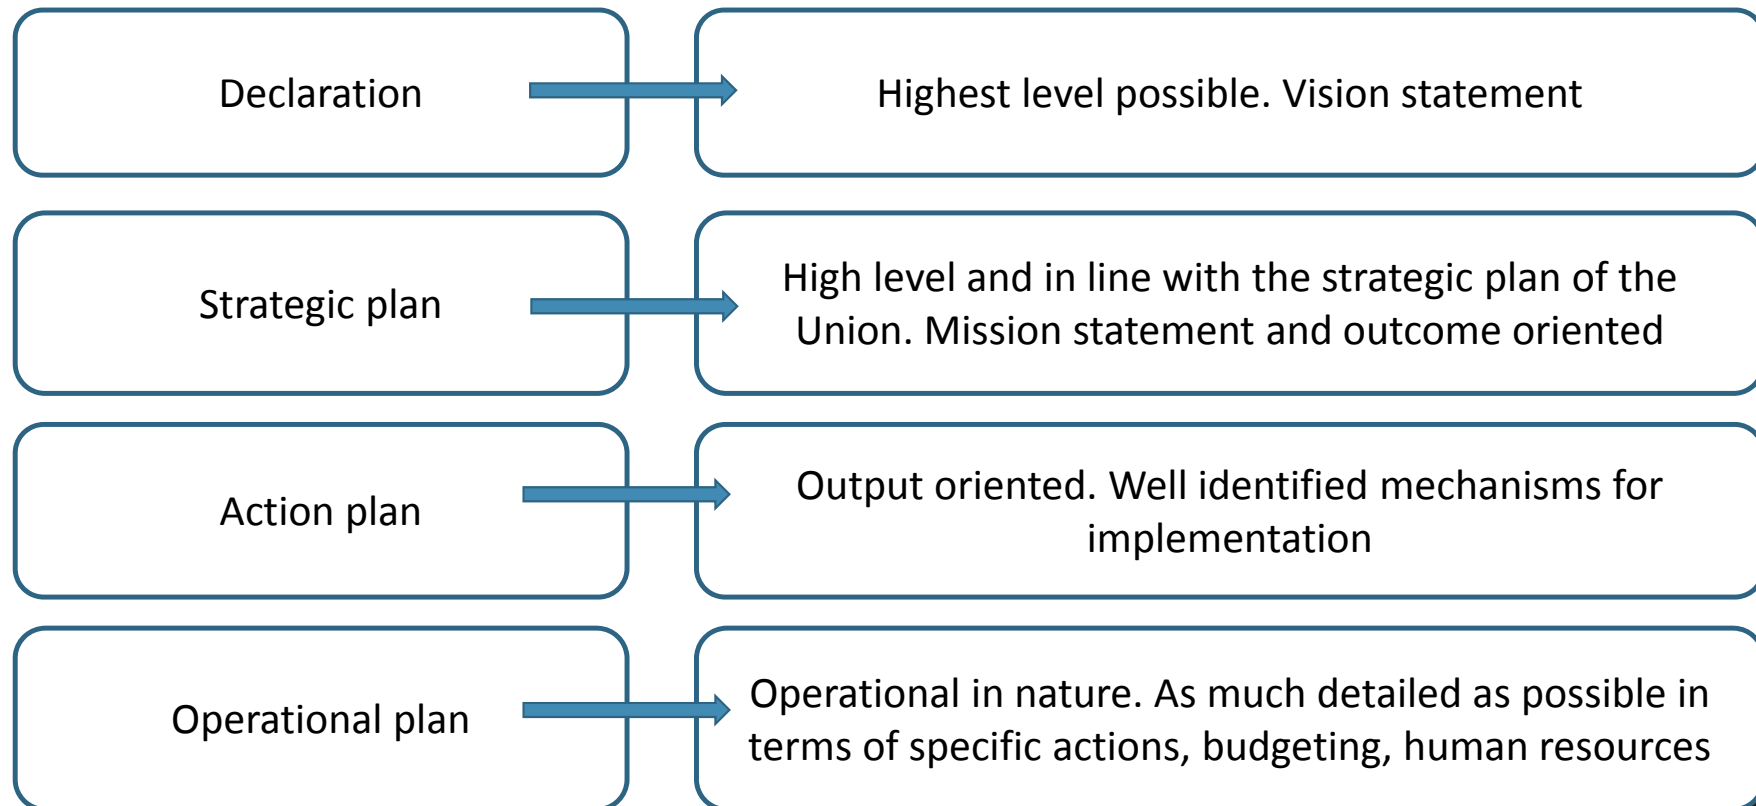 Declaration
Highest level possible. Vision statement
Strategic plan
High level and in line with the strategic plan of the
Union. Mission statement and outcome oriented
Action plan
Output oriented. Well identified mechanisms for
implementation
Operational plan
Operational in nature. As much detailed as possible in
terms of specific actions, budgeting, human resources